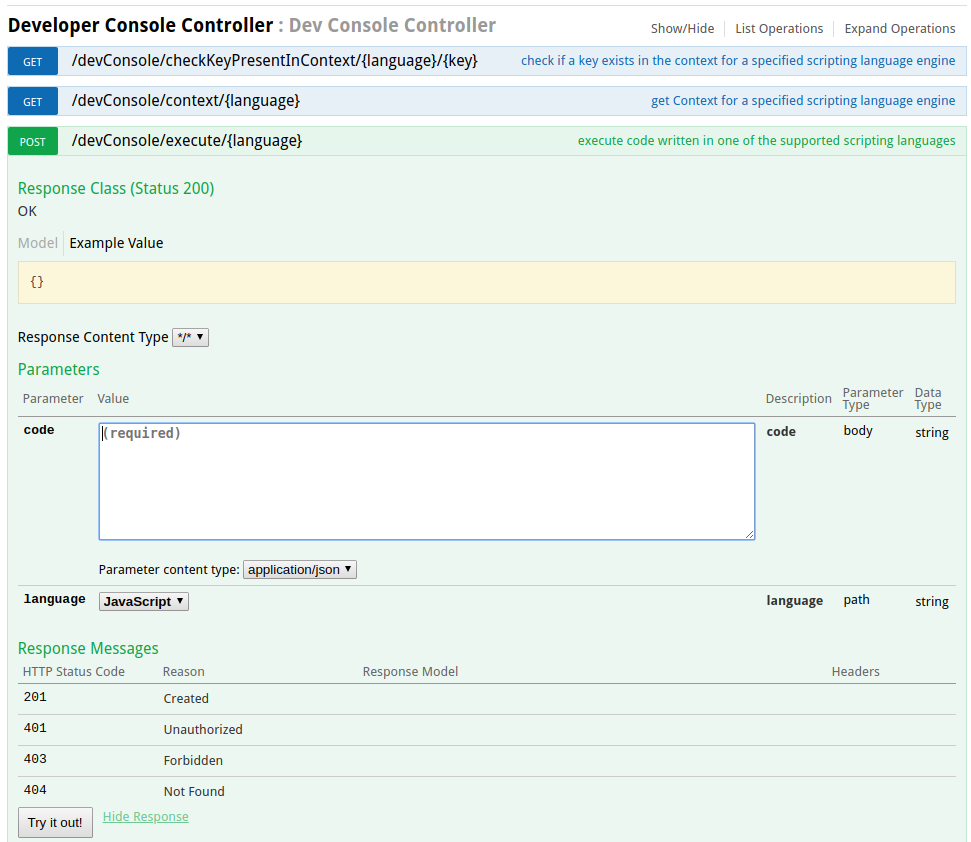 Developer Console Controller : Dev Console Controller
Show/Hide List Operations Expand Operations
GET /devConsole/checkKeyPresentInContext/{language}/{key} check if a key exists in the context for a specified scripting language engine
GET /devConsole/context/{language} get Context for a specified scripting language engine
POST /devConsole/execute/{language} execute code written in one of the supported scripting languages
Response Class (Status 200)
OK
Model Example Value
{}
Response Content Type */*
Parameters
Parameter Value Description Parameter Type Data Type
code (required) code body string
Parameter content type: application/json
language JavaScript language path string
Response Messages
HTTP Status Code Reason Response Model Headers
201 Created
401 Unauthorized
403 Forbidden
404 Not Found
Try it out! Hide Response